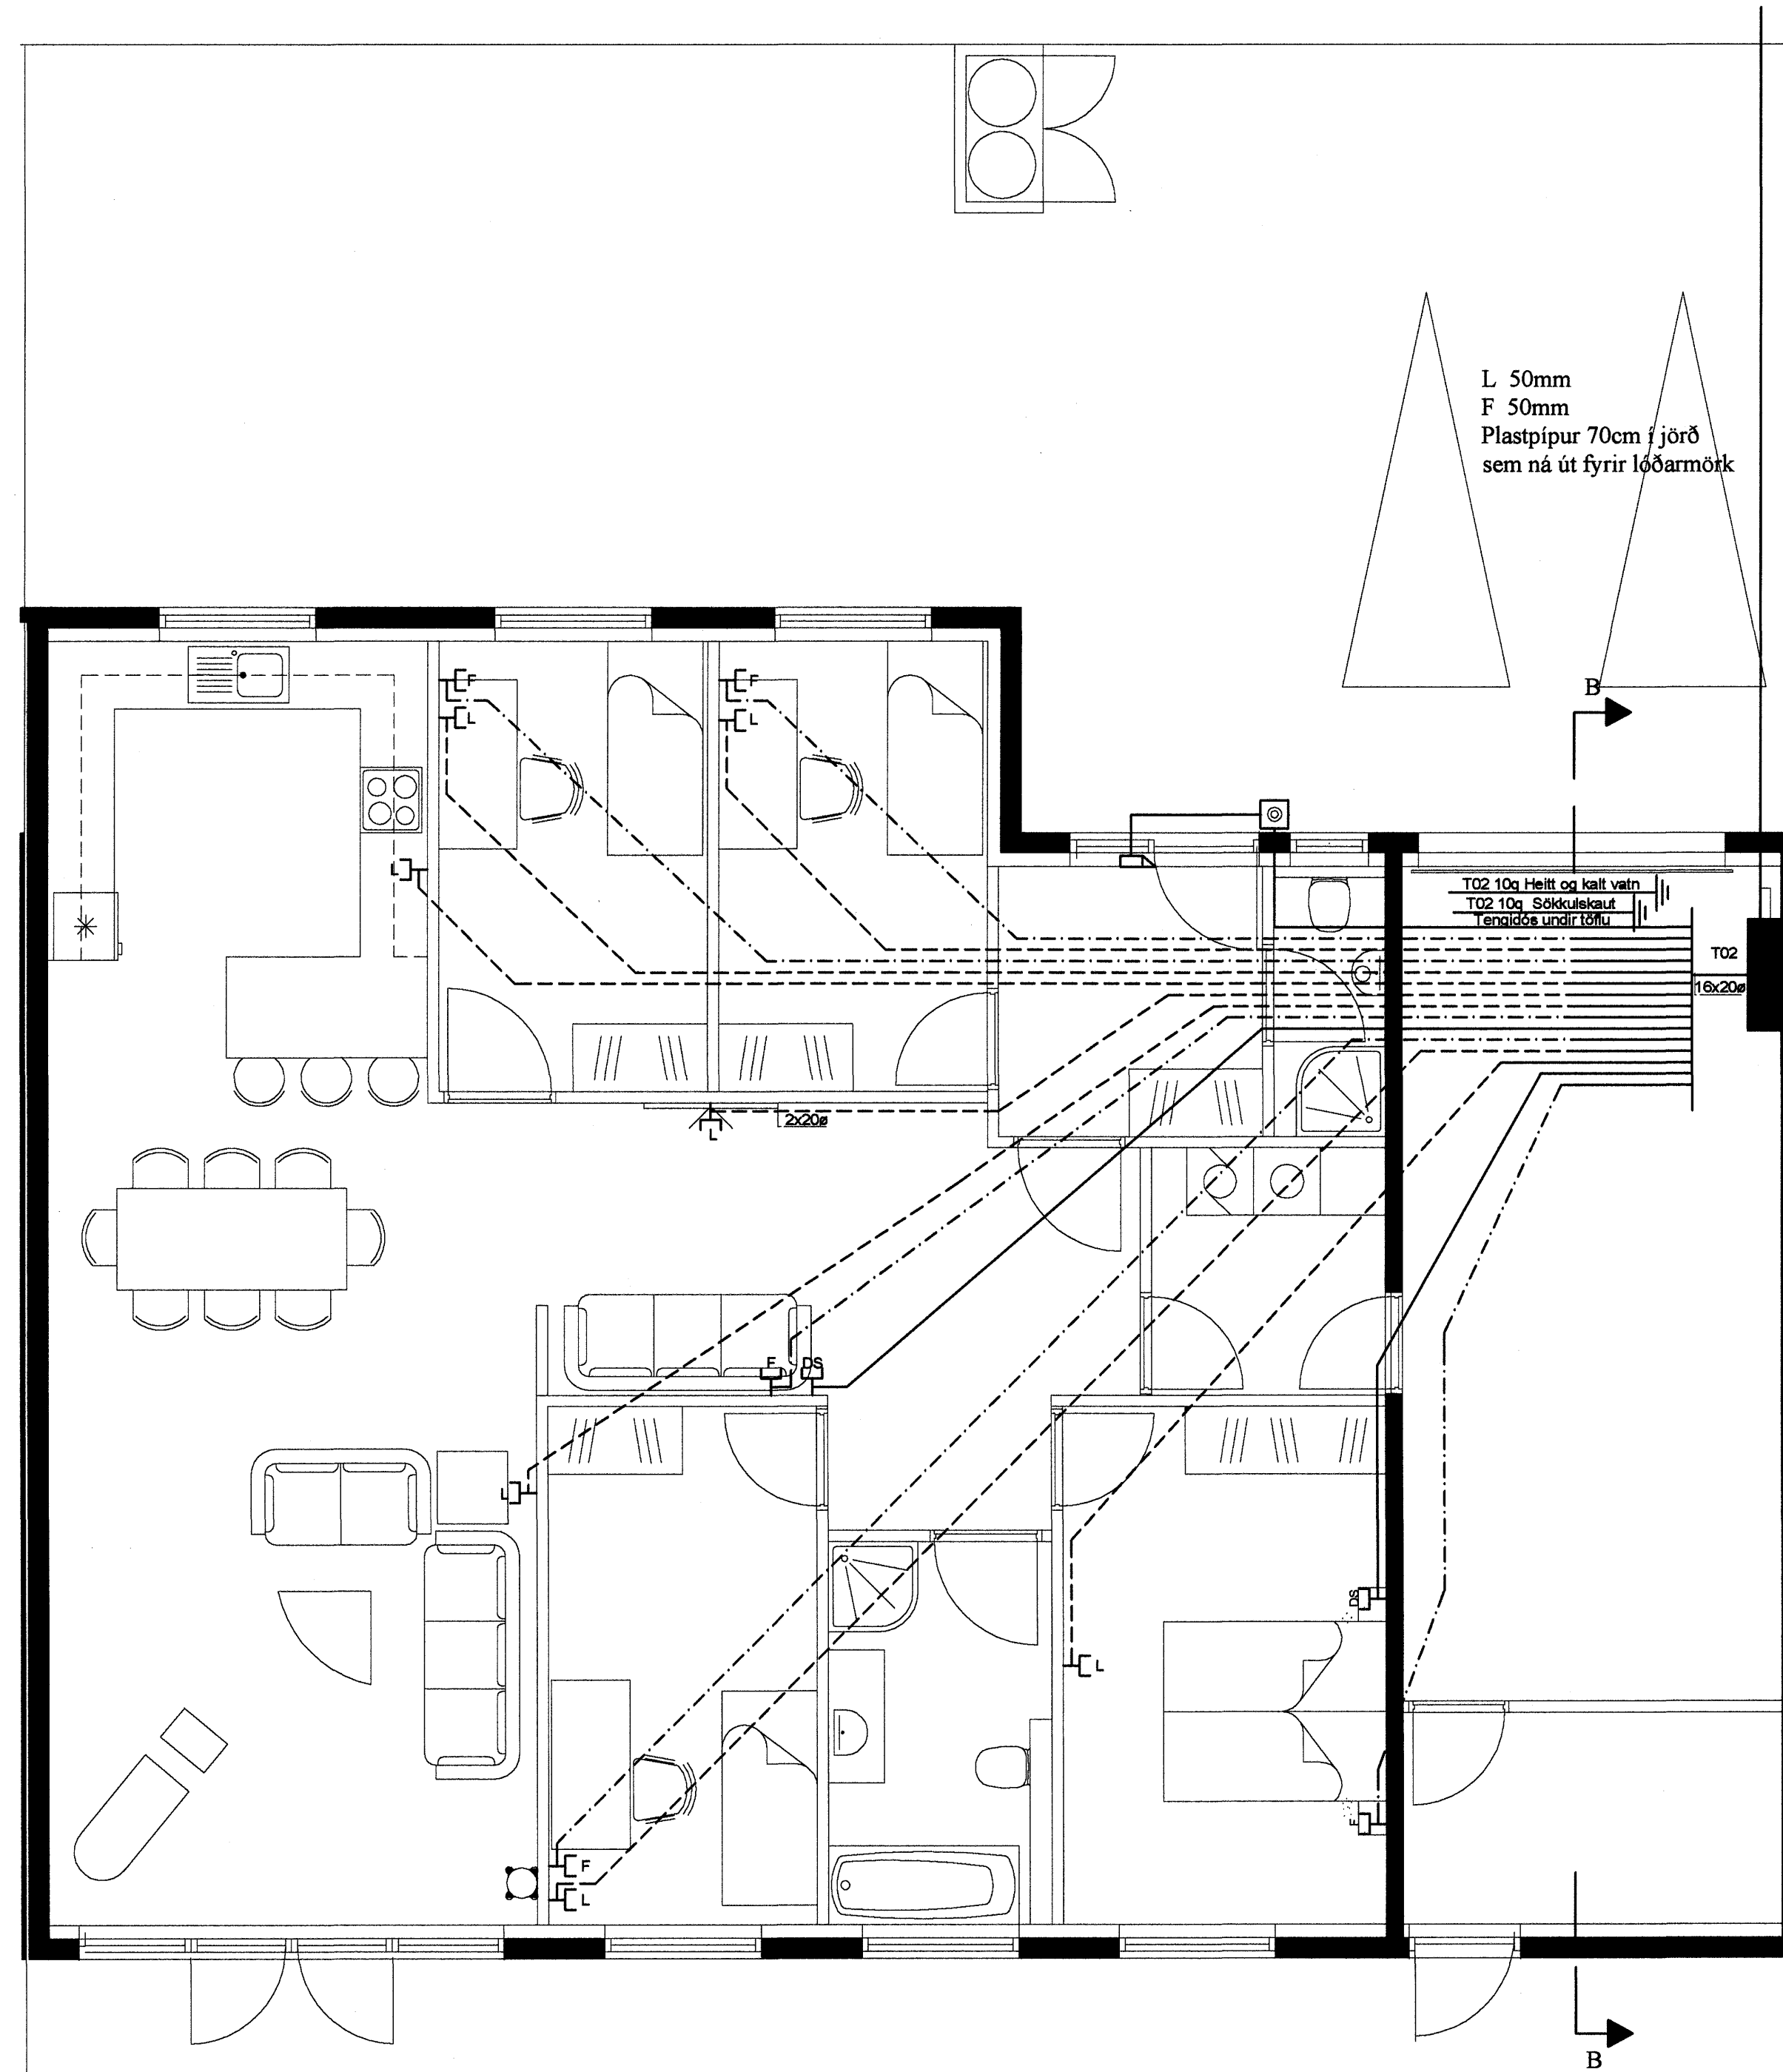 L 50mm
F 50mm
Plastpípur 70cm í jörð
sem ná út fyrir lóðarmörk
F
L
F
L
B
L
T02 10q Heitt og kalt vatn
T02 10q Sökkulskaut
Tengidós undir töflu
T02
16x20ø
2x20ø
L
F
DS
L
DS
L
F
F
L
B